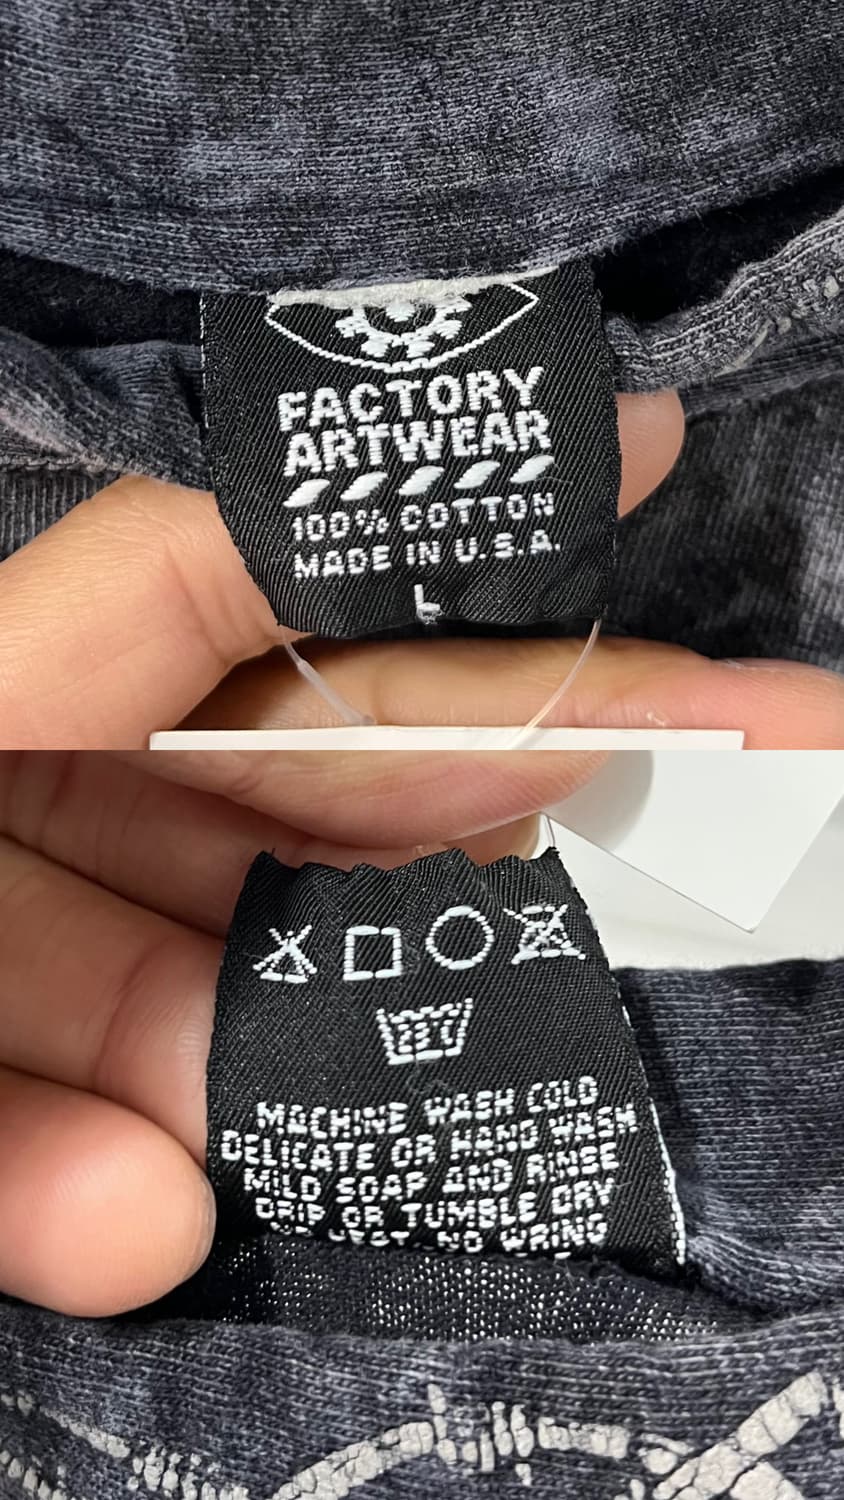 FACTORY
ARTWEAR
100% COTTON
MADE IN U.S.A.
L
MACHINE WASH COLD
DELICATE OR HAND WASH
MILD SOAP AND RINSE
DRIP OR TUMBLE DRY
NO WRING